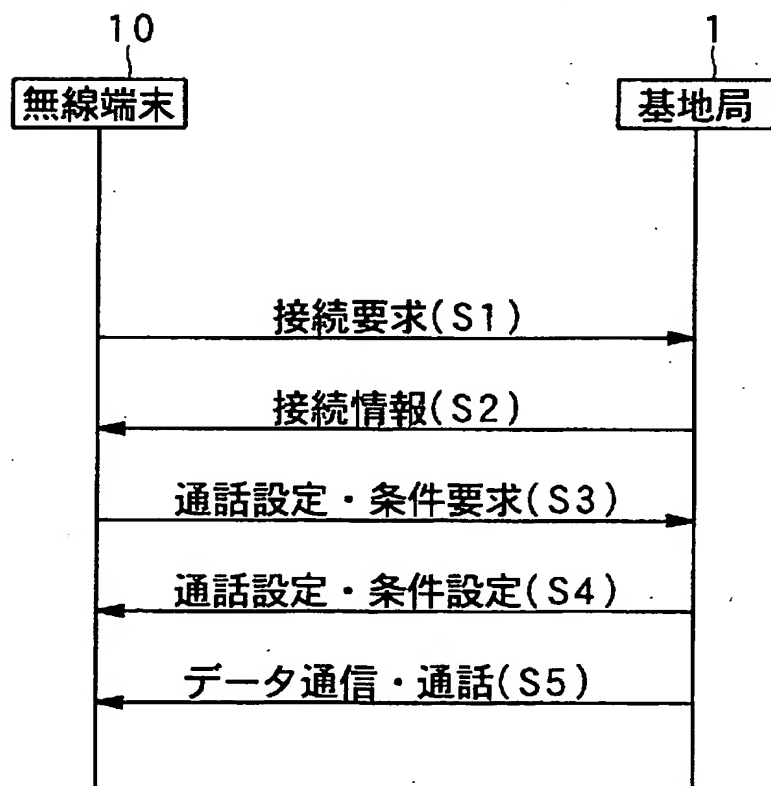 10 1
無線端末 基地局
接続要求(S1)
接続情報(S2)
通話設定・条件要求(S3)
通話設定・条件設定(S4)
データ通信・通話(S5)